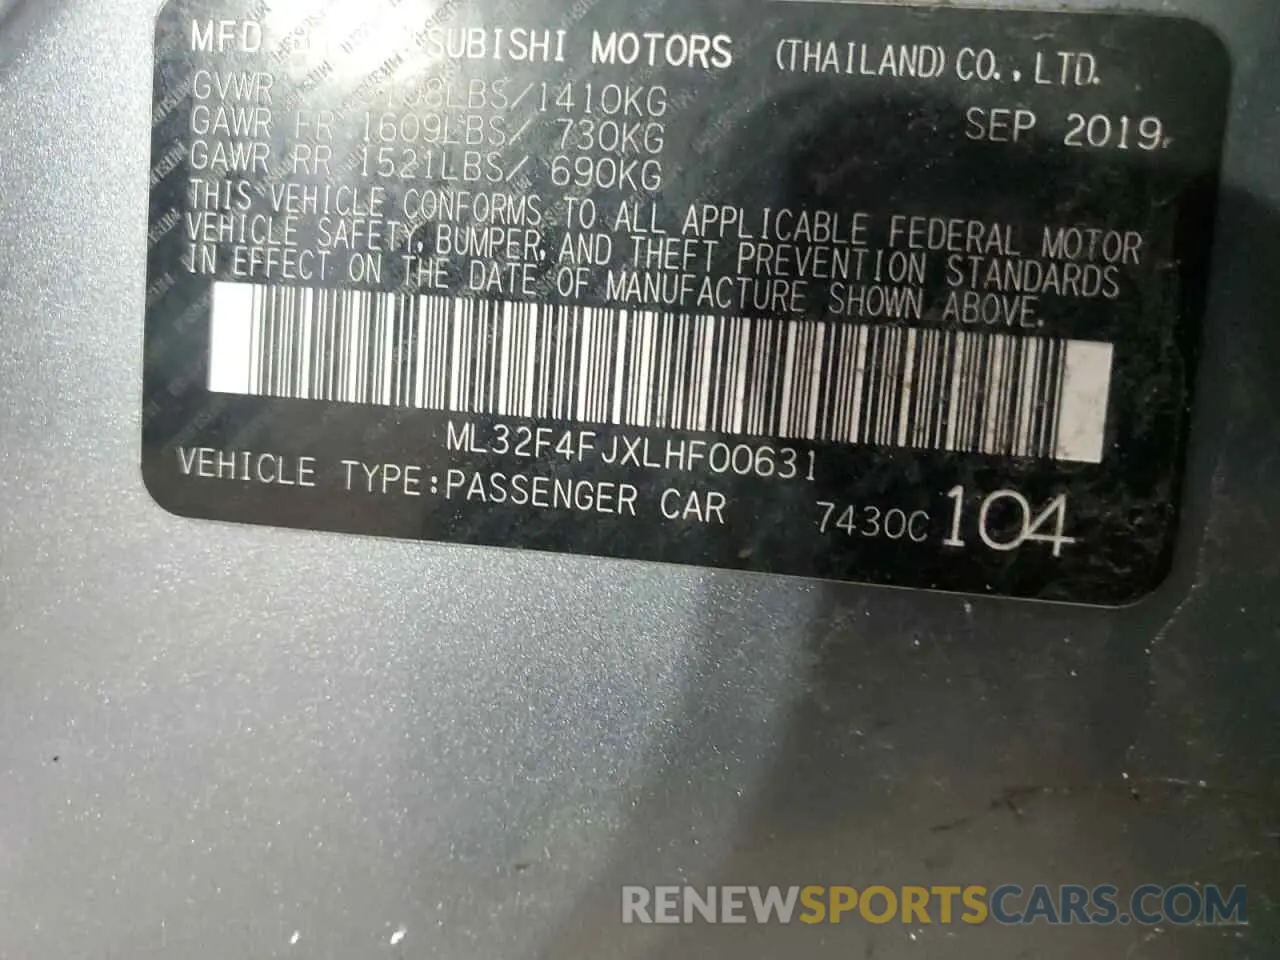 MFD. MOTORS (THAILAND) CO., LTD.
GVWR LBS/1410KG SEP 2019
GAWR FR 1609LBS/ 730KG
GAWR RR 1521LBS/ 690KG
THIS VEHICLE CONFORMS TO ALL APPLICABLE FEDERAL MOTOR
VEHICLE SAFETY, BUMPER, AND THEFT PREVENTION STANDARDS
IN EFFECT ON THE DATE OF MANUFACTURE SHOWN ABOVE.
ML32F4FJXLHF00631
VEHICLE TYPE:PASSENGER CAR 7430C 104
RENEWSPORTSCARS.COM